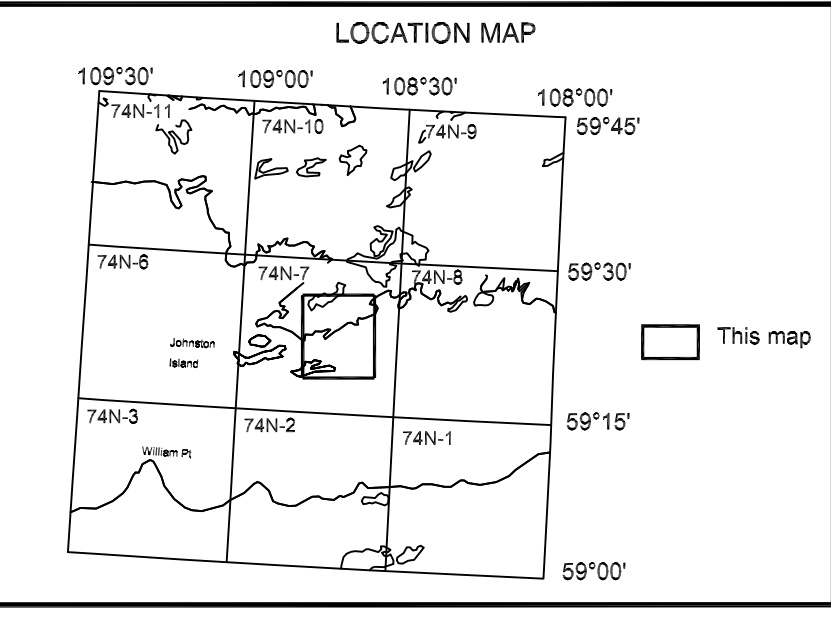 LOCATION MAP
109°30' 109°00' 108°30' 108°00'
74N-11 74N-10 74N-9 59°45'
74N-6 74N-7 74N-8 59°30'
Johnston
Island
This map
74N-3 74N-2 74N-1 59°15'
William Pt
59°00'